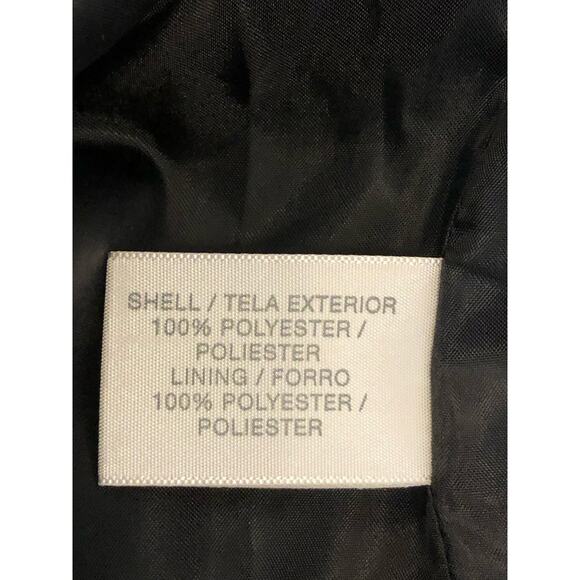 SHELL / TELA EXTERIOR
100% POLYESTER /
POLIESTER
LINING / FORRO
100% POLYESTER /
POLIESTER